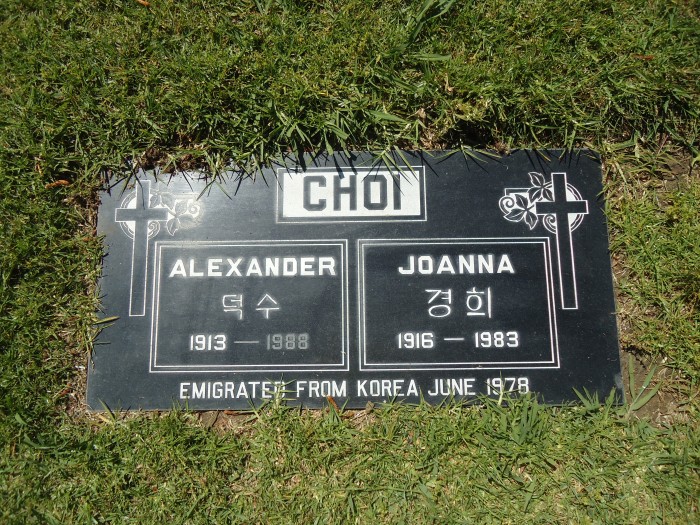 CHOI
ALEXANDER
덕수
1913 — 1988
JOANNA
경희
1916 — 1983
EMIGRATED FROM KOREA JUNE 1978